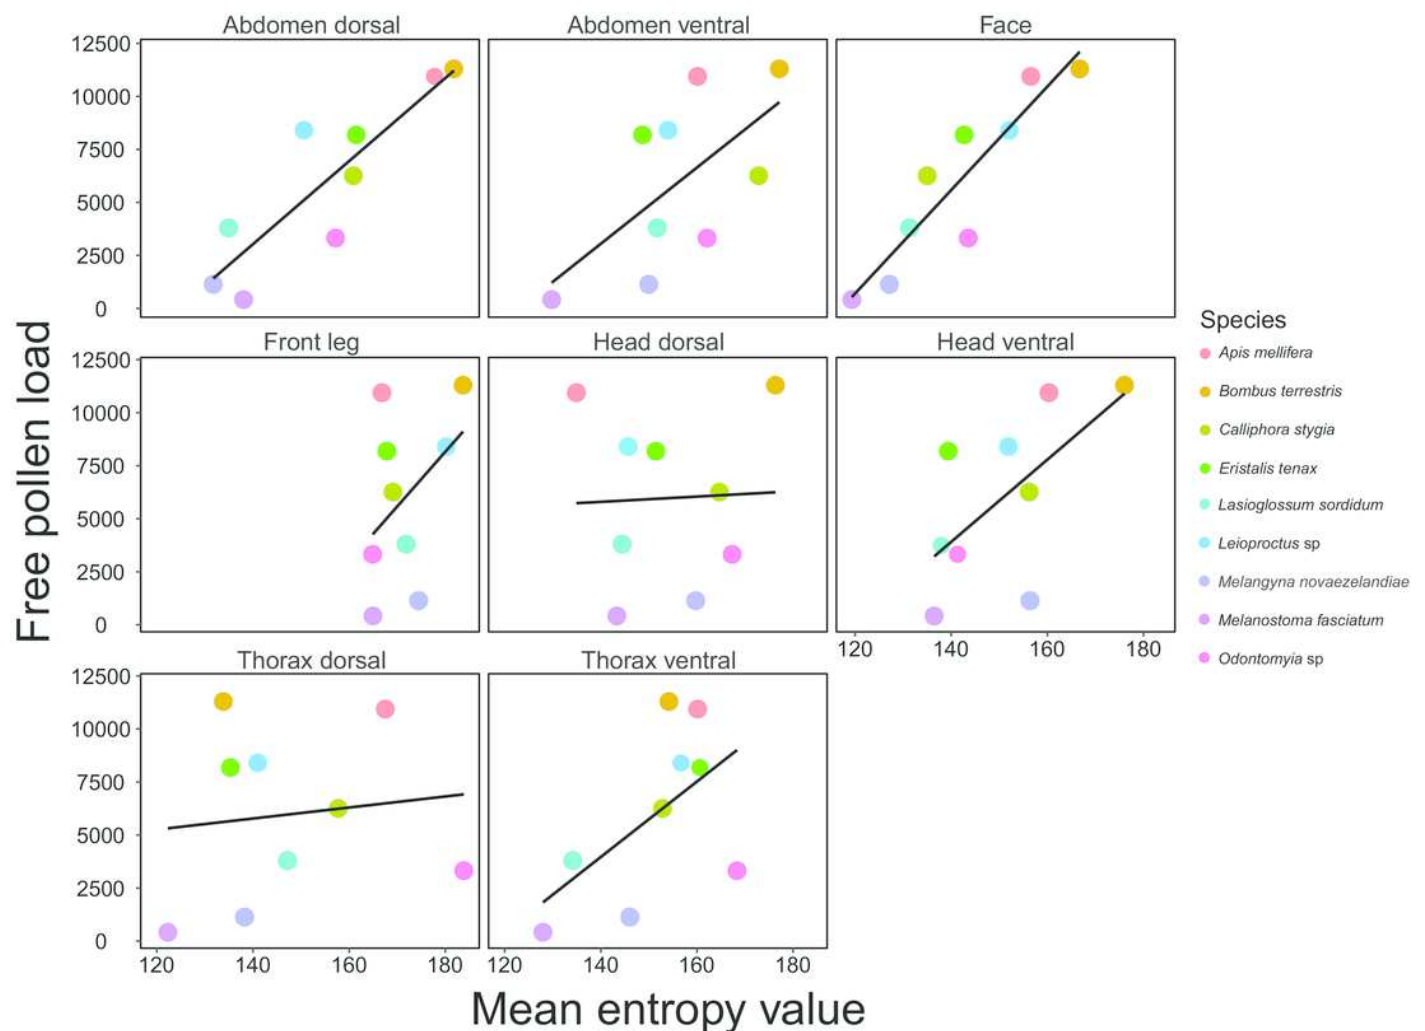 Abdomen dorsal Abdomen ventral Face
12500
10000
7500
5000
2500
0
Front leg Head dorsal Head ventral
12500
10000
7500
5000
2500
0
120 140 160 180
Thorax dorsal Thorax ventral
12500
10000
7500
5000
2500
0
120 140 160 180 120 140 160 180
Free pollen load
Mean entropy value
Species
Apis mellifera
Bombus terrestris
Calliphora stygia
Eristalis tenax
Lasioglossum sordidum
Leioproctus sp
Melangyna novaezelandiae
Melanostoma fasciatum
Odontomyia sp